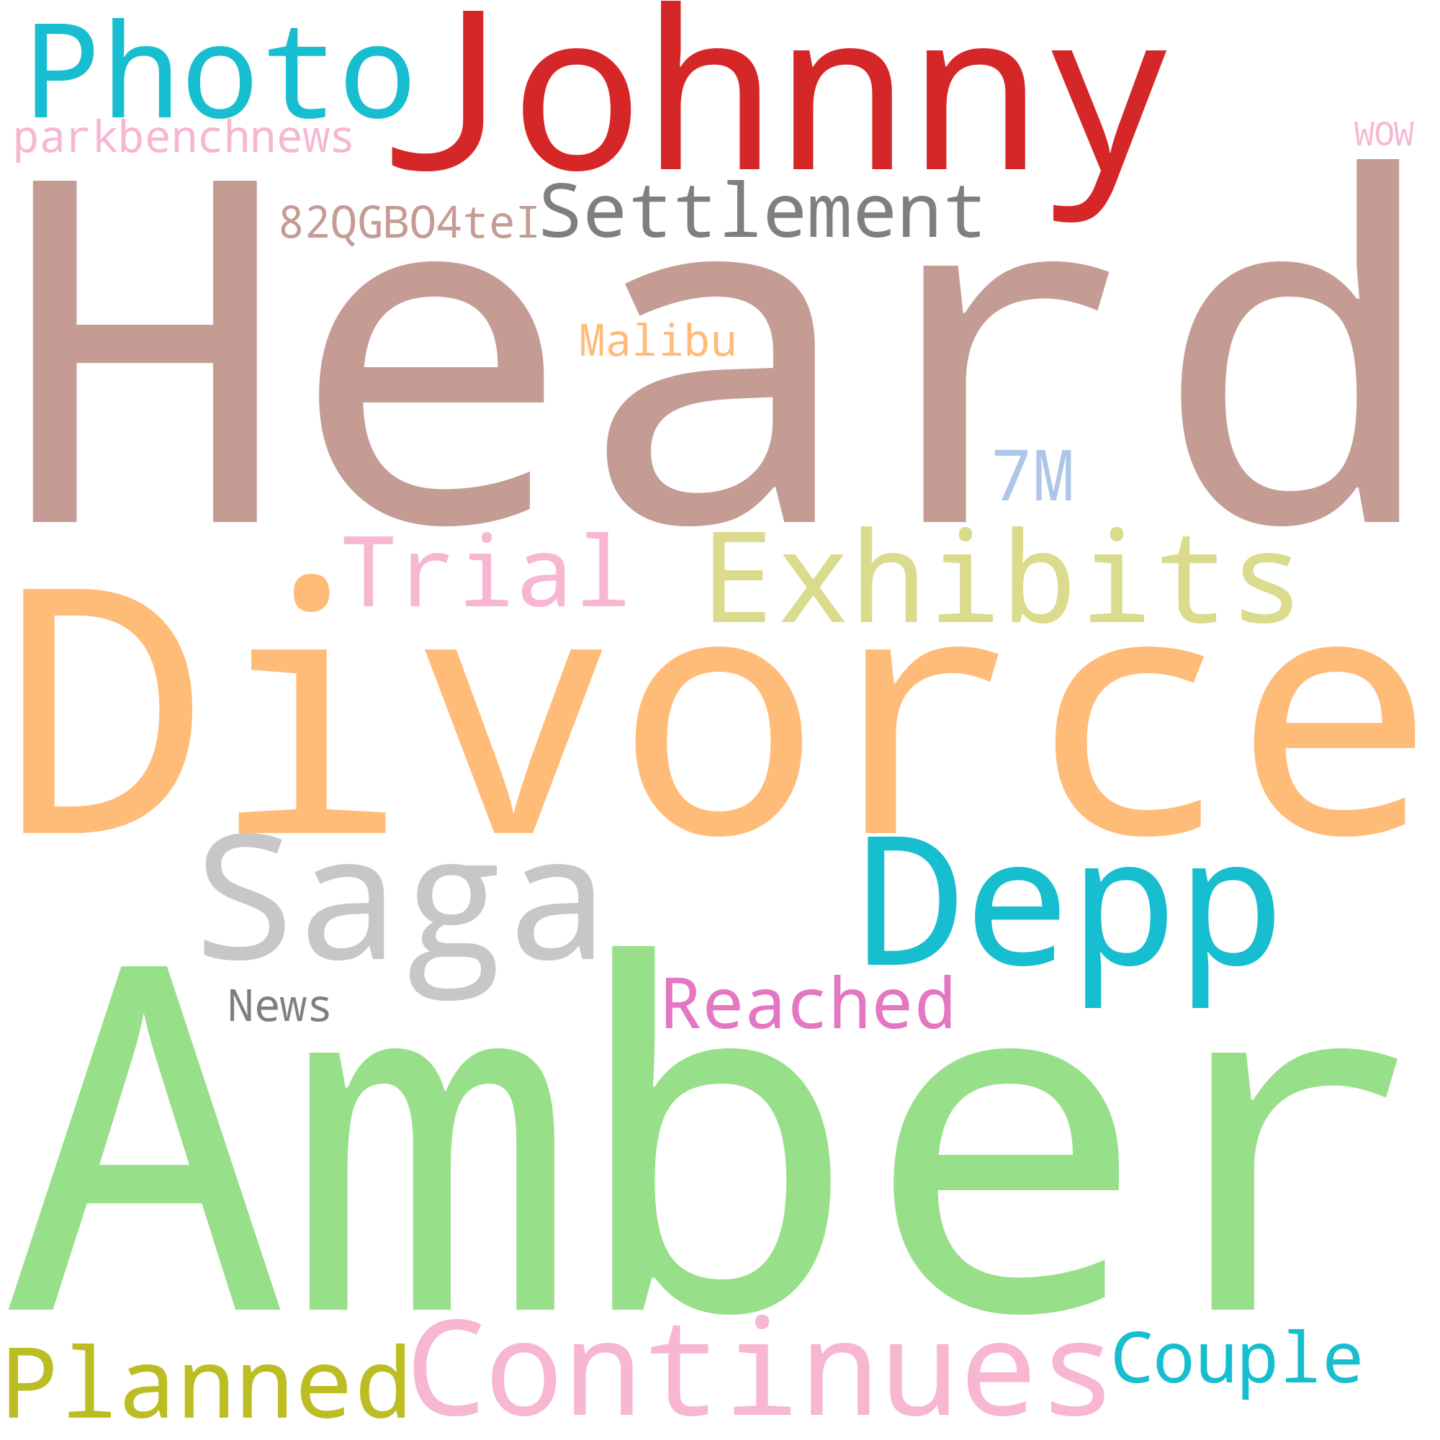 Photo Johnny
parkbenchnews
WOW
82QGBO4teI Settlement
Heard
Malibu
7M
Trial Exhibits
Divorce
Saga Depp
News Reached
Amber
Planned Continues Couple